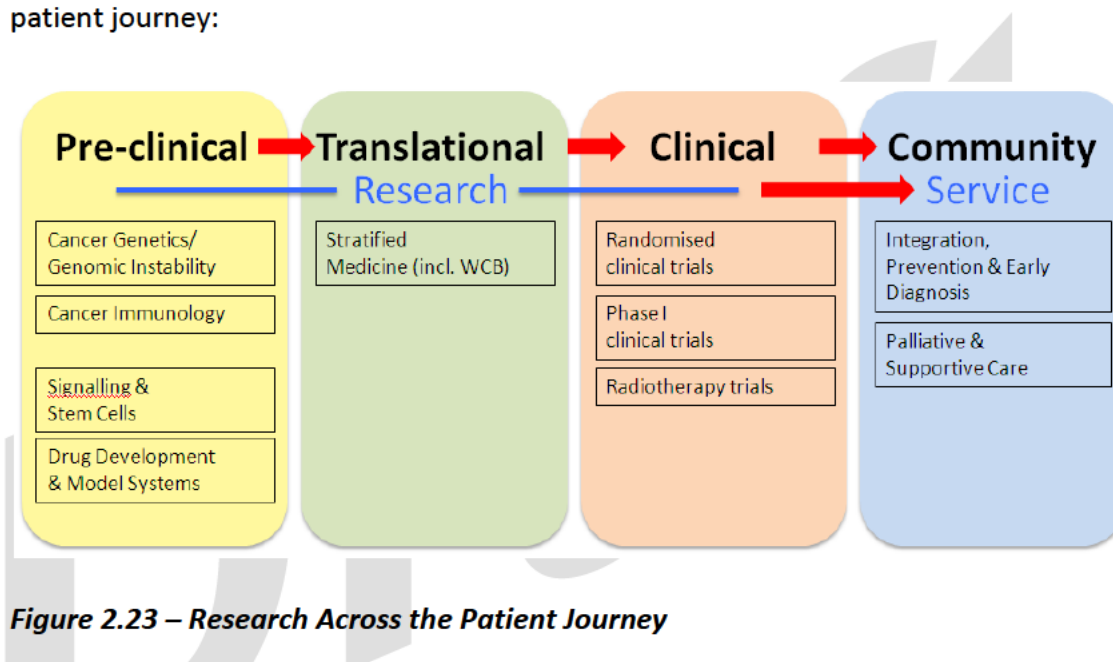 patient journey:
Pre-clinical
Translational
Clinical
Community
Research
Service
Cancer Genetics/
Genomic Instability
Cancer Immunology
Signalling &
Stem Cells
Drug Development
& Model Systems
Stratified
Medicine (incl. WCB)
Randomised
clinical trials
Phase I
clinical trials
Radiotherapy trials
Integration,
Prevention & Early
Diagnosis
Palliative &
Supportive Care
Figure 2.23 – Research Across the Patient Journey